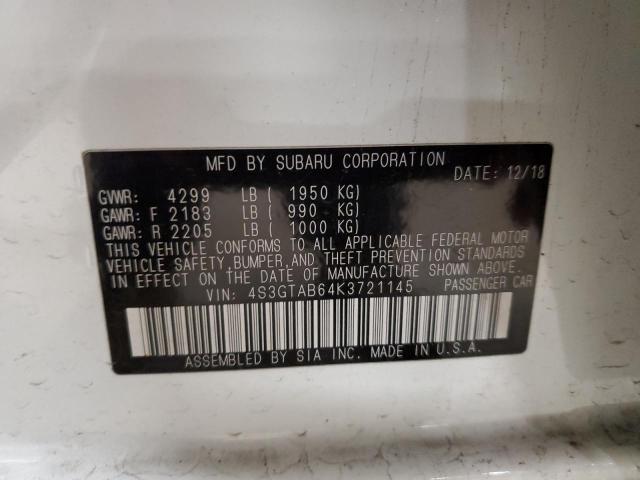 MFD BY SUBARU CORPORATION
DATE: 12/18
GVWR: 4299 LB ( 1950 KG)
GAWR: F 2183 LB ( 990 KG)
GAWR: R 2205 LB ( 1000 KG)
THIS VEHICLE CONFORMS TO ALL APPLICABLE FEDERAL MOTOR
VEHICLE SAFETY,BUMPER,AND THEFT PREVENTION STANDARDS
IN EFFECT ON THE DATE OF MANUFACTURE SHOWN ABOVE.
VIN: 4S3GTAB64K3721145 PASSENGER CAR
ASSEMBLED BY SIA INC. MADE IN U.S.A.